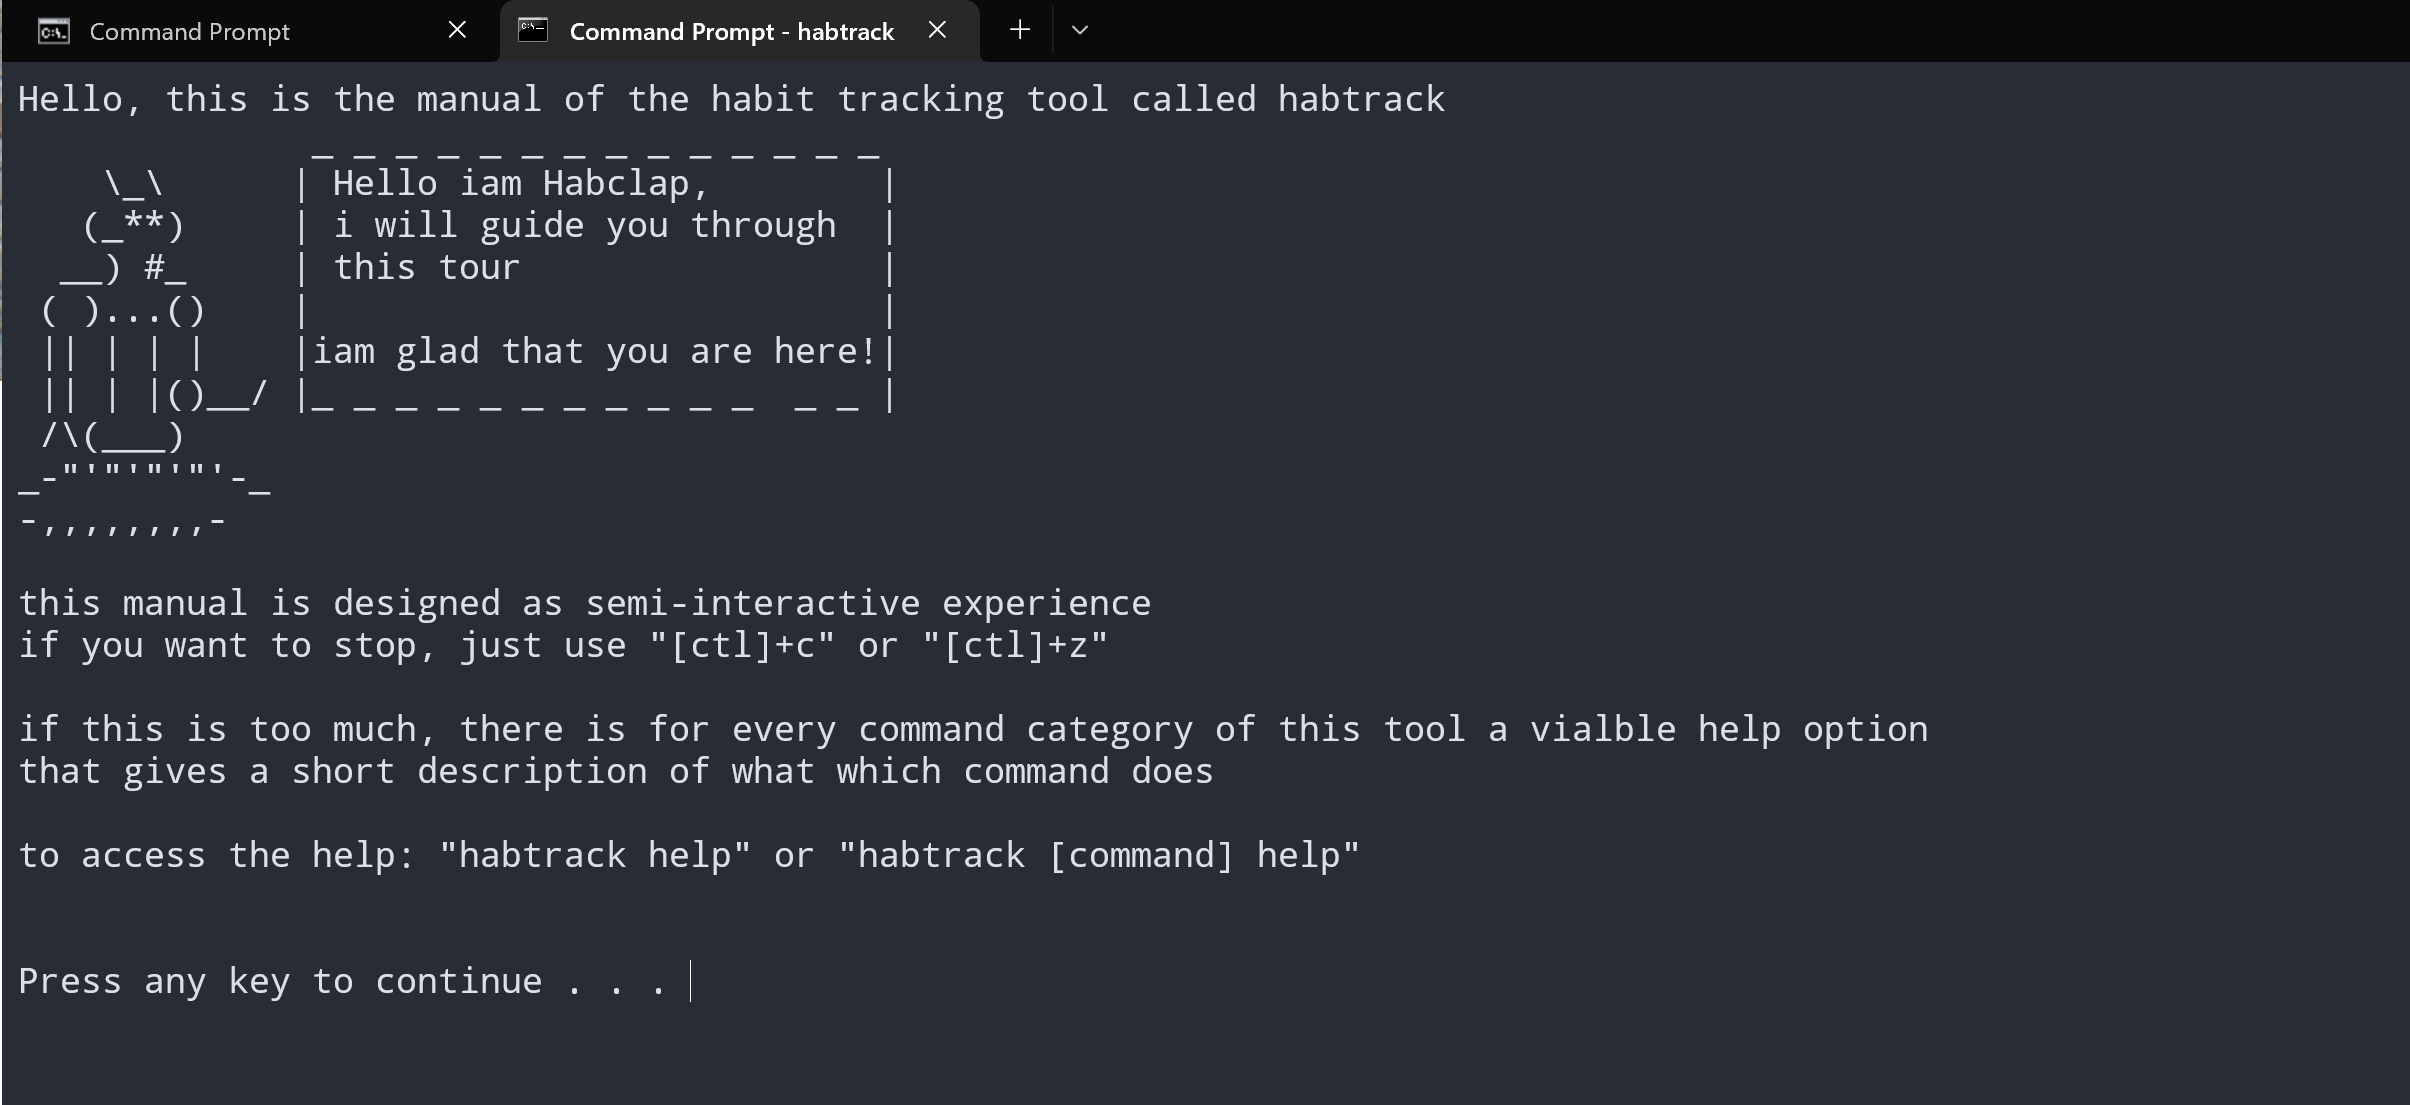 Command Prompt
Command Prompt - habtrack
Hello, this is the manual of the habit tracking tool called habtrack
               _ _ _ _ _ _ _ _ _ _ _ _ _ _
    \_\       | Hello iam Habclap,        |
   (_**)      | i will guide you through  |
  __) #_      | this tour                 |
 ( )...()     |                           |
 || | | |     |iam glad that you are here!|
 || | |()__/  |_ _ _ _ _ _ _ _ _ _ _  _ _ |
 /\(___)
_-"'"'"'"'-_
-,,,,,,,,-
this manual is designed as semi-interactive experience
if you want to stop, just use "[ctl]+c" or "[ctl]+z"
if this is too much, there is for every command category of this tool a vialble help option
that gives a short description of what which command does
to access the help: "habtrack help" or "habtrack [command] help"
Press any key to continue . . .